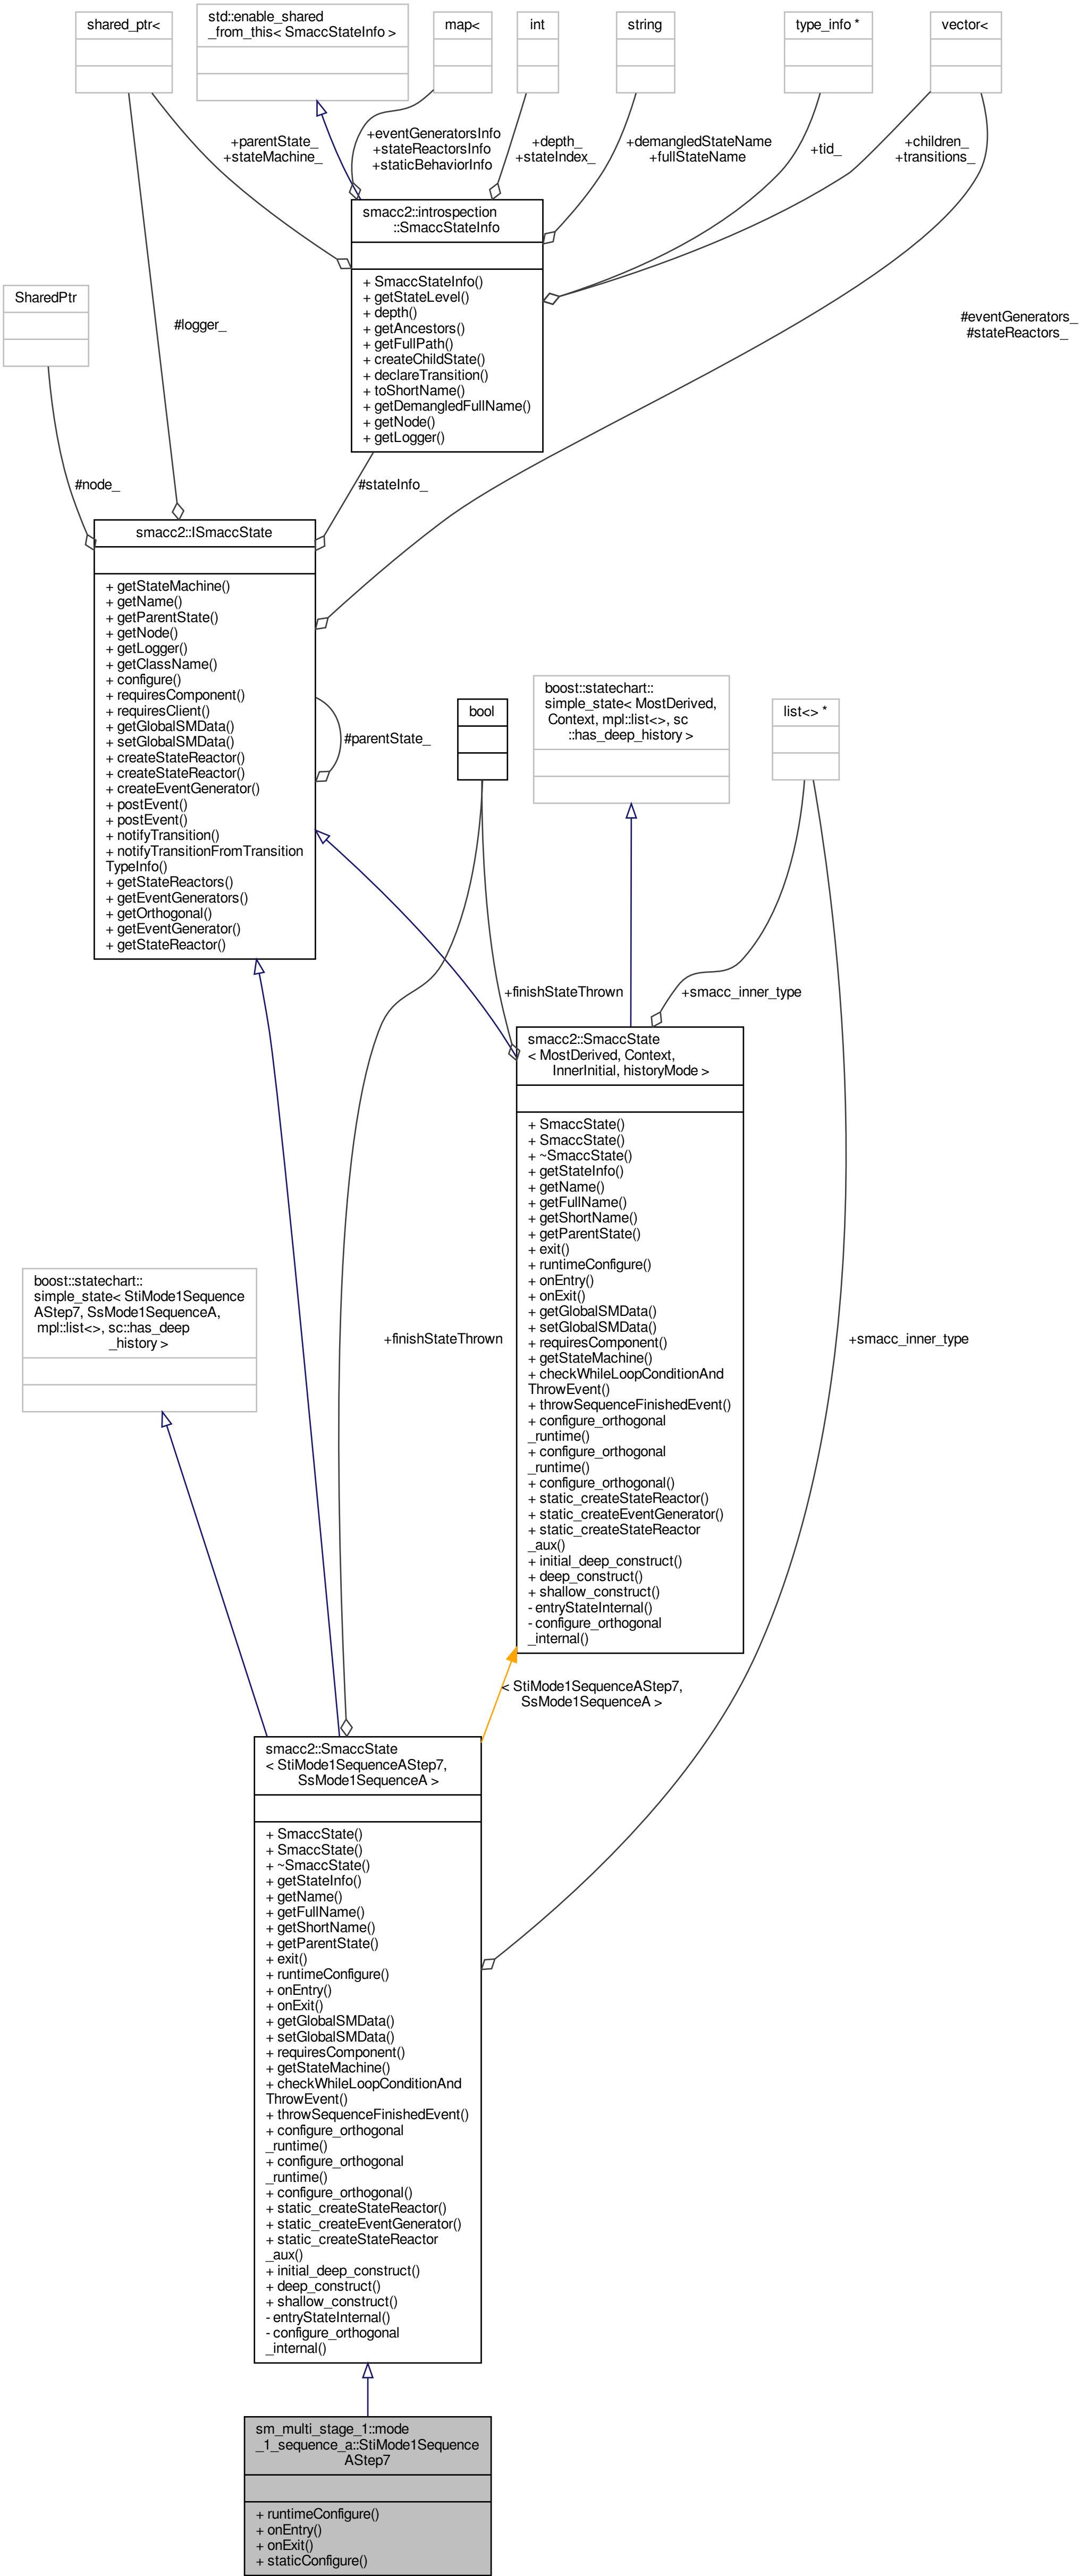 shared_ptr<
std::enable_shared
_from_this< SmaccStateInfo >
map<
int
string
type_info *
vector<
+parentState_
+stateMachine_
+eventGeneratorsInfo
+stateReactorsInfo
+staticBehaviorInfo
+depth_
+stateIndex_
+demangledStateName
+fullStateName
+tid_
+children_
+transitions_
smacc2::introspection
::SmaccStateInfo
+ SmaccStateInfo()
+ getStateLevel()
+ depth()
+ getAncestors()
+ getFullPath()
+ createChildState()
+ declareTransition()
+ toShortName()
+ getDemangledFullName()
+ getNode()
+ getLogger()
SharedPtr
#logger_
#eventGenerators_
#stateReactors_
#node_
#stateInfo_
smacc2::ISmaccState
+ getStateMachine()
+ getName()
+ getParentState()
+ getNode()
+ getLogger()
+ getClassName()
+ configure()
+ requiresComponent()
+ requiresClient()
+ getGlobalSMData()
+ setGlobalSMData()
+ createStateReactor()
+ createStateReactor()
+ createEventGenerator()
+ postEvent()
+ postEvent()
+ notifyTransition()
+ notifyTransitionFromTransition
TypeInfo()
+ getStateReactors()
+ getEventGenerators()
+ getOrthogonal()
+ getEventGenerator()
+ getStateReactor()
#parentState_
bool
boost::statechart::
simple_state< MostDerived,
Context, mpl::list<>, sc
::has_deep_history >
list<> *
+finishStateThrown
+smacc_inner_type
smacc2::SmaccState
< MostDerived, Context,
InnerInitial, historyMode >
+ SmaccState()
+ SmaccState()
+ ~SmaccState()
+ getStateInfo()
+ getName()
+ getFullName()
+ getShortName()
+ getParentState()
+ exit()
+ runtimeConfigure()
+ onEntry()
+ onExit()
+ getGlobalSMData()
+ setGlobalSMData()
+ requiresComponent()
+ getStateMachine()
+ checkWhileLoopConditionAnd
ThrowEvent()
+ throwSequenceFinishedEvent()
+ configure_orthogonal
_runtime()
+ configure_orthogonal
_runtime()
+ configure_orthogonal()
+ static_createStateReactor()
+ static_createEventGenerator()
+ static_createStateReactor
_aux()
+ initial_deep_construct()
+ deep_construct()
+ shallow_construct()
- entryStateInternal()
- configure_orthogonal
_internal()
boost::statechart::
simple_state< StiMode1Sequence
AStep7, SsMode1SequenceA,
mpl::list<>, sc::has_deep
_history >
+finishStateThrown
+smacc_inner_type
< StiMode1SequenceAStep7,
SsMode1SequenceA >
smacc2::SmaccState
< StiMode1SequenceAStep7,
SsMode1SequenceA >
+ SmaccState()
+ SmaccState()
+ ~SmaccState()
+ getStateInfo()
+ getName()
+ getFullName()
+ getShortName()
+ getParentState()
+ exit()
+ runtimeConfigure()
+ onEntry()
+ onExit()
+ getGlobalSMData()
+ setGlobalSMData()
+ requiresComponent()
+ getStateMachine()
+ checkWhileLoopConditionAnd
ThrowEvent()
+ throwSequenceFinishedEvent()
+ configure_orthogonal
_runtime()
+ configure_orthogonal
_runtime()
+ configure_orthogonal()
+ static_createStateReactor()
+ static_createEventGenerator()
+ static_createStateReactor
_aux()
+ initial_deep_construct()
+ deep_construct()
+ shallow_construct()
- entryStateInternal()
- configure_orthogonal
_internal()
sm_multi_stage_1::mode
_1_sequence_a::StiMode1Sequence
AStep7
+ runtimeConfigure()
+ onEntry()
+ onExit()
+ staticConfigure()